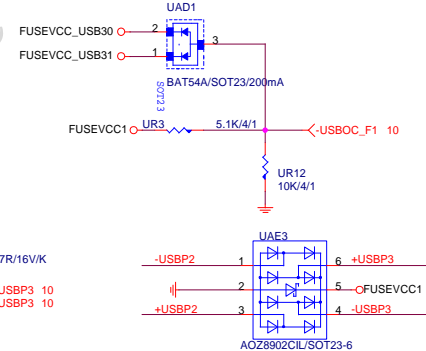 UAD1
FUSEVCC_USB30 2
3
FUSEVCC_USB31 1
BAT54A/SOT23/200mA
SOT23
FUSEVCC1 UR3 5.1K/4/1 -USBOC_F1 10
UR12
10K/4/1
UAE3
7R/16V/K
-USBP2 1 6 +USBP3
USBP3 10 2 5 FUSEVCC1
USBP3 10
+USBP2 3 4 -USBP3
AOZ8902CIL/SOT23-6